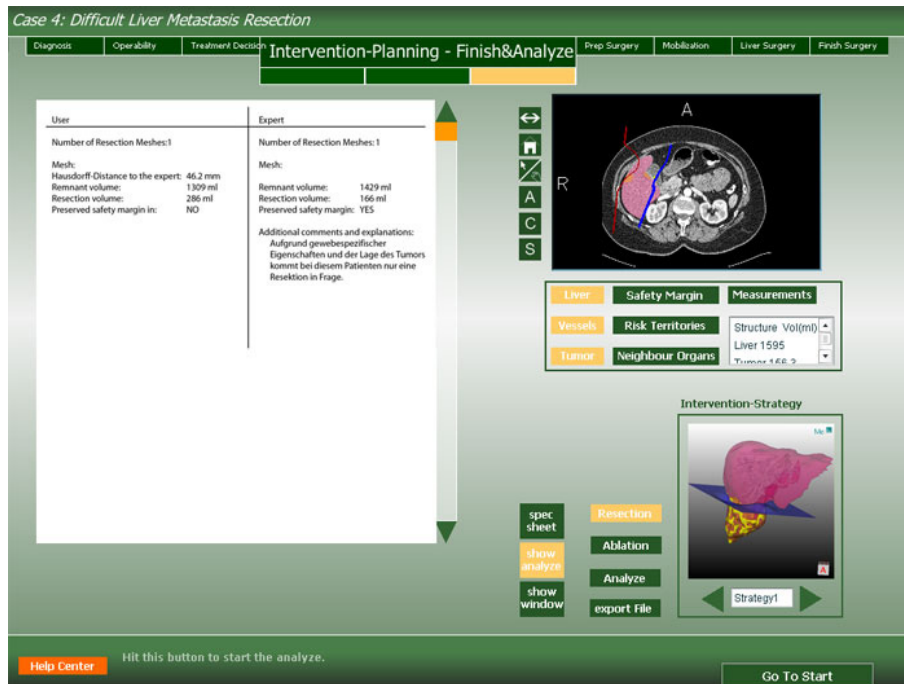 Case 4: Difficult Liver Metastasis Resection
Diagnosis
Operability
Treatment Decision
Intervention-Planning - Finish&Analyze
Prep Surgery
Mobilization
Liver Surgery
Finish Surgery
User
Number of Resection Meshes:1
Mesh:
Hausdorff-Distance to the expert: 46.2 mm
Remnant volume: 1309 ml
Resection volume: 286 ml
Preserved safety margin in: NO
Expert
Number of Resection Meshes: 1
Mesh:
Remnant volume: 1429 ml
Resection volume: 166 ml
Preserved safety margin: YES
Additional comments and explanations:
Aufgrund gewebespezifischer
Eigenschaften und der Lage des Tumors
kommt bei diesem Patienten nur eine
Resektion in Frage.
A
C
S
A
R
Liver
Safety Margin
Measurements
Vessels
Risk Territories
Tumor
Neighbour Organs
Structure Vol(ml)
Liver 1595
Tumor 156.3
Intervention-Strategy
Me
A
Strategy1
spec
sheet
show
analyze
show
window
Resection
Ablation
Analyze
export File
Help Center
Hit this button to start the analyze.
Go To Start